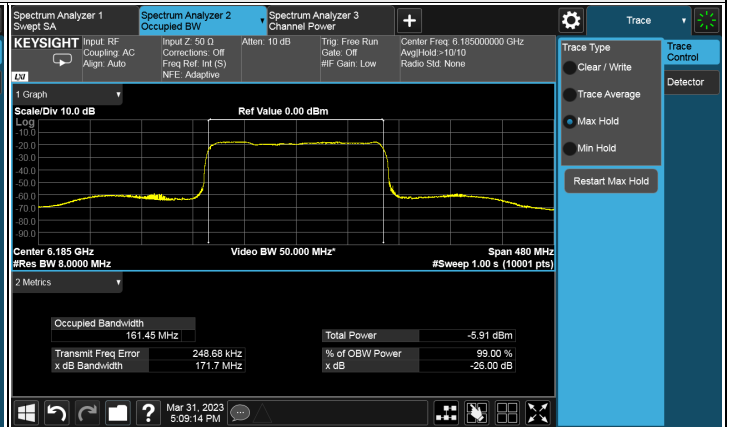 Spectrum Analyzer 1
Swept SA
Spectrum Analyzer 2
Occupied BW
Spectrum Analyzer 3
Channel Power
+
Trace
KEYSIGHT
LXI
Input: RF
Coupling: AC
Align: Auto
Input Z: 50 Ω
Corrections: Off
Freq Ref: Int (S)
NFE: Adaptive
Atten: 10 dB
Trig: Free Run
Gate: Off
#IF Gain: Low
Center Freq: 6.185000000 GHz
Avg|Hold:>10/10
Radio Std: None
Trace Type
Clear / Write
Trace Average
Max Hold
Min Hold
Restart Max Hold
Trace
Control
Detector
1 Graph
Scale/Div 10.0 dB
Ref Value 0.00 dBm
Log
-10.0
-20.0
-30.0
-40.0
-50.0
-60.0
-70.0
-80.0
-90.0
Center 6.185 GHz
Video BW 50.000 MHz*
Span 480 MHz
#Res BW 8.0000 MHz
#Sweep 1.00 s (10001 pts)
2 Metrics
Occupied Bandwidth
161.45 MHz
Total Power -5.91 dBm
Transmit Freq Error 248.68 kHz
% of OBW Power 99.00 %
x dB Bandwidth 171.7 MHz
x dB -26.00 dB
?
Mar 31, 2023
5:09:14 PM